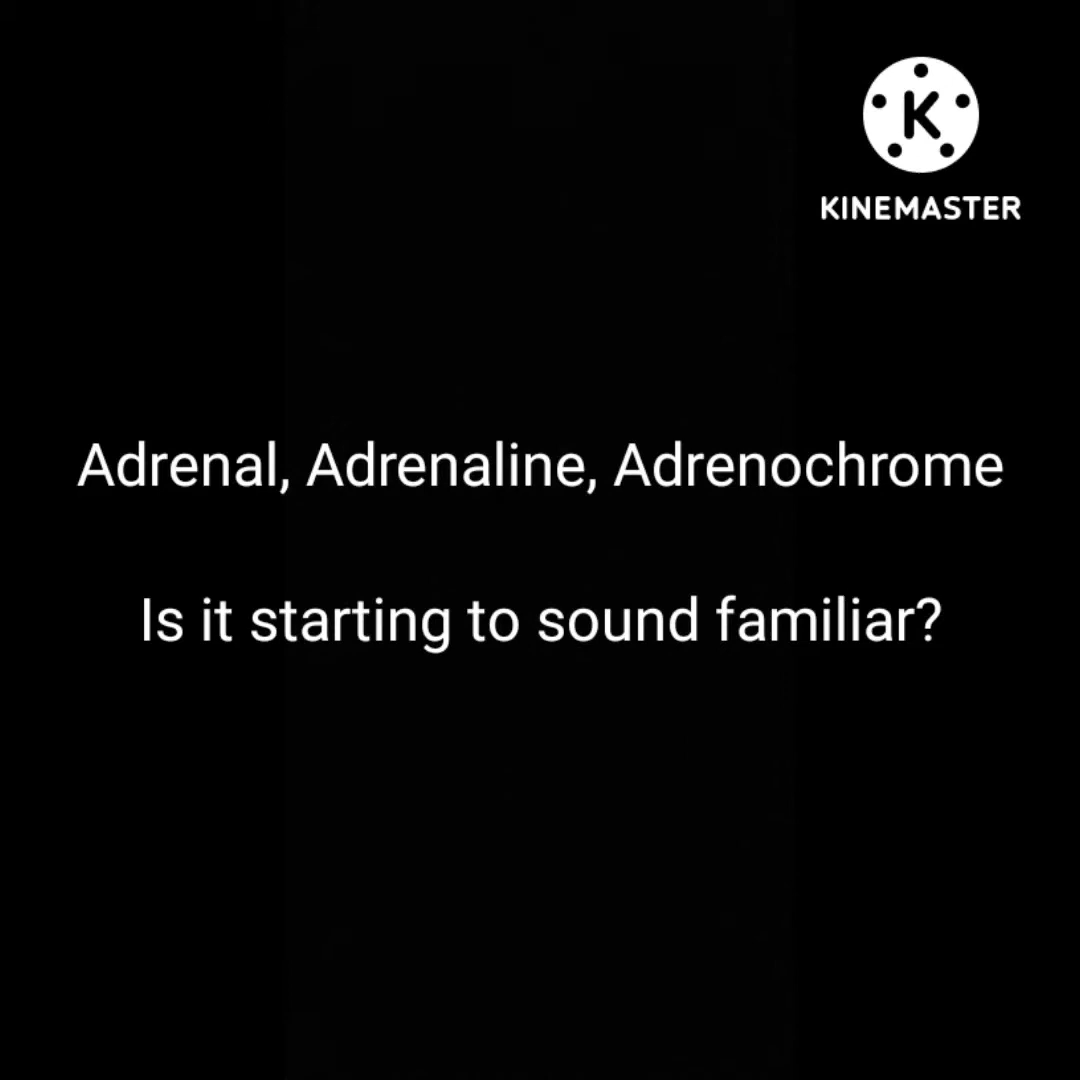 K
KINEMASTER
Adrenal, Adrenaline, Adrenochrome
Is it starting to sound familiar?